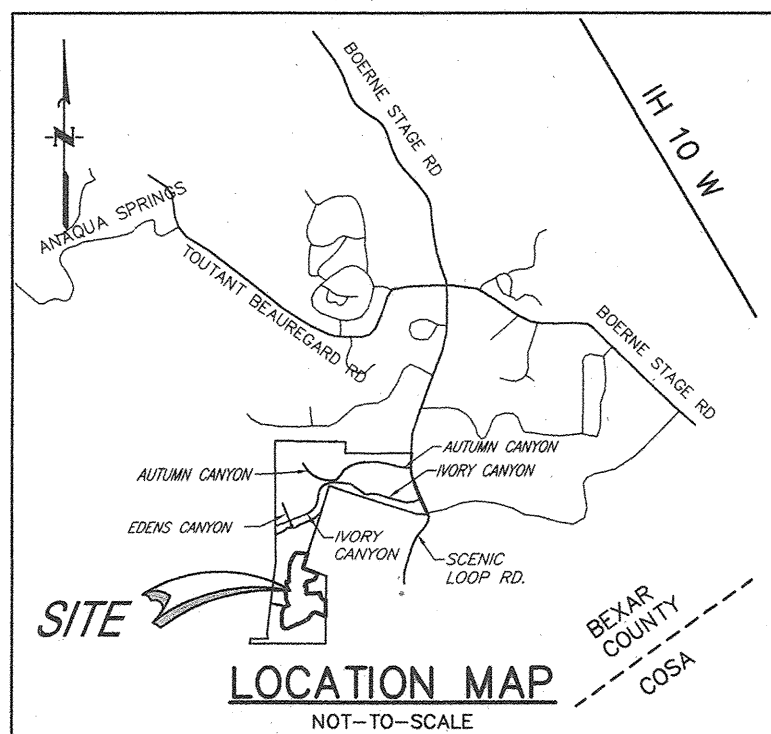 BOERNE STAGE RD
IH 10 W
N
ANAQUA SPRINGS
TOUTANT BEAUREGARD RD
BOERNE STAGE RD
AUTUMN CANYON
AUTUMN CANYON
IVORY CANYON
EDENS CANYON
IVORY
CANYON
SCENIC
LOOP RD.
SITE
BEXAR
COUNTY
COSA
LOCATION MAP
NOT-TO-SCALE